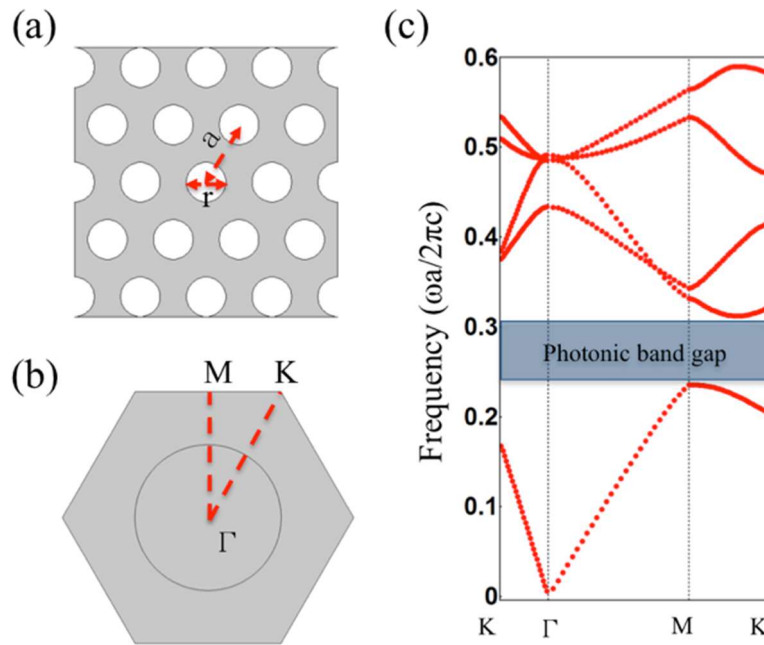 (a)
a
r
(b)
M K
Γ
(c)
Frequency (ωa/2πc)
0.6
0.5
0.4
0.3
0.2
0.1
0
Photonic band gap
K Γ M K